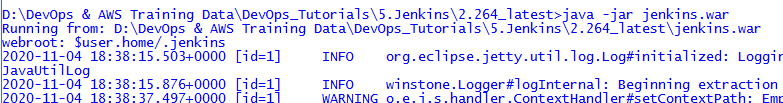 D:\DevOps & AWS Training Data\DevOps_Tutorials\5.Jenkins\2.264_latest>java -jar jenkins.war
Running from: D:\DevOps & AWS Training Data\DevOps_Tutorials\5.Jenkins\2.264_latest\jenkins.war
webroot: $user.home/.jenkins
2020-11-04 18:38:15.503+0000 [id=1] INFO org.eclipse.jetty.util.log.Log#initialized: Loggin
JavaUtilLog
2020-11-04 18:38:15.876+0000 [id=1] INFO winstone.Logger#logInternal: Beginning extraction
2020-11-04 18:38:37.497+0000 [id=1] WARNING o.e.j.s.handler.ContextHandler#setContextPath: Em